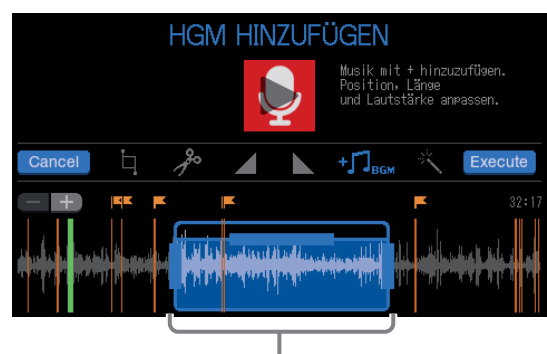 HGM HINZUFÜGEN
Musik mit + hinzuzufügen.
Position, Länge
und Lautstärke anpassen.
Cancel
+BGM
Execute
− +
32:17